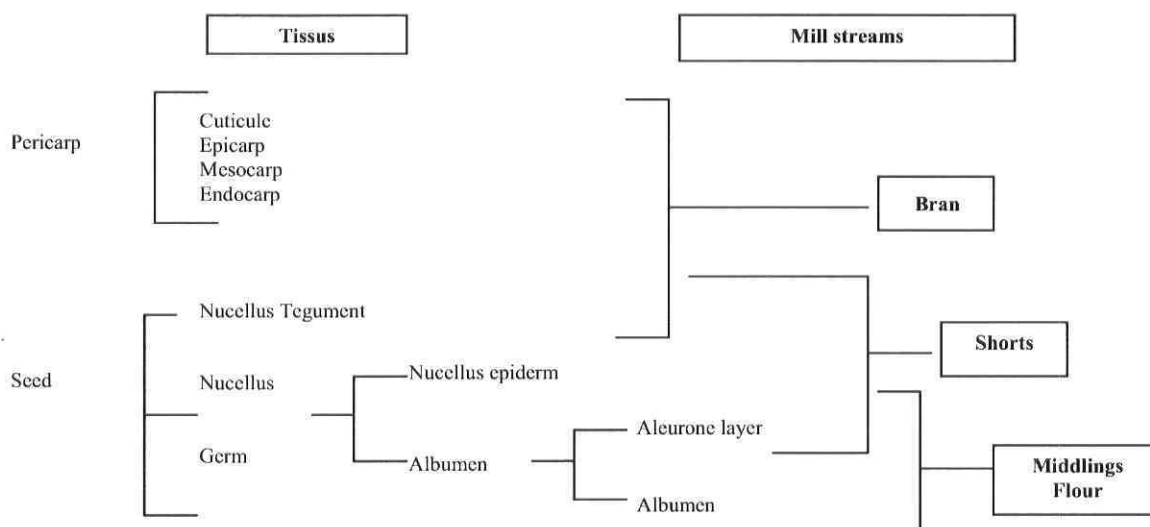 Tissus
Mill streams
Pericarp
Cuticule
Epicarp
Mesocarp
Endocarp
Bran
Seed
Nucellus Tegument
Nucellus
Germ
Nucellus epiderm
Albumen
Aleurone layer
Albumen
Shorts
Middlings
Flour